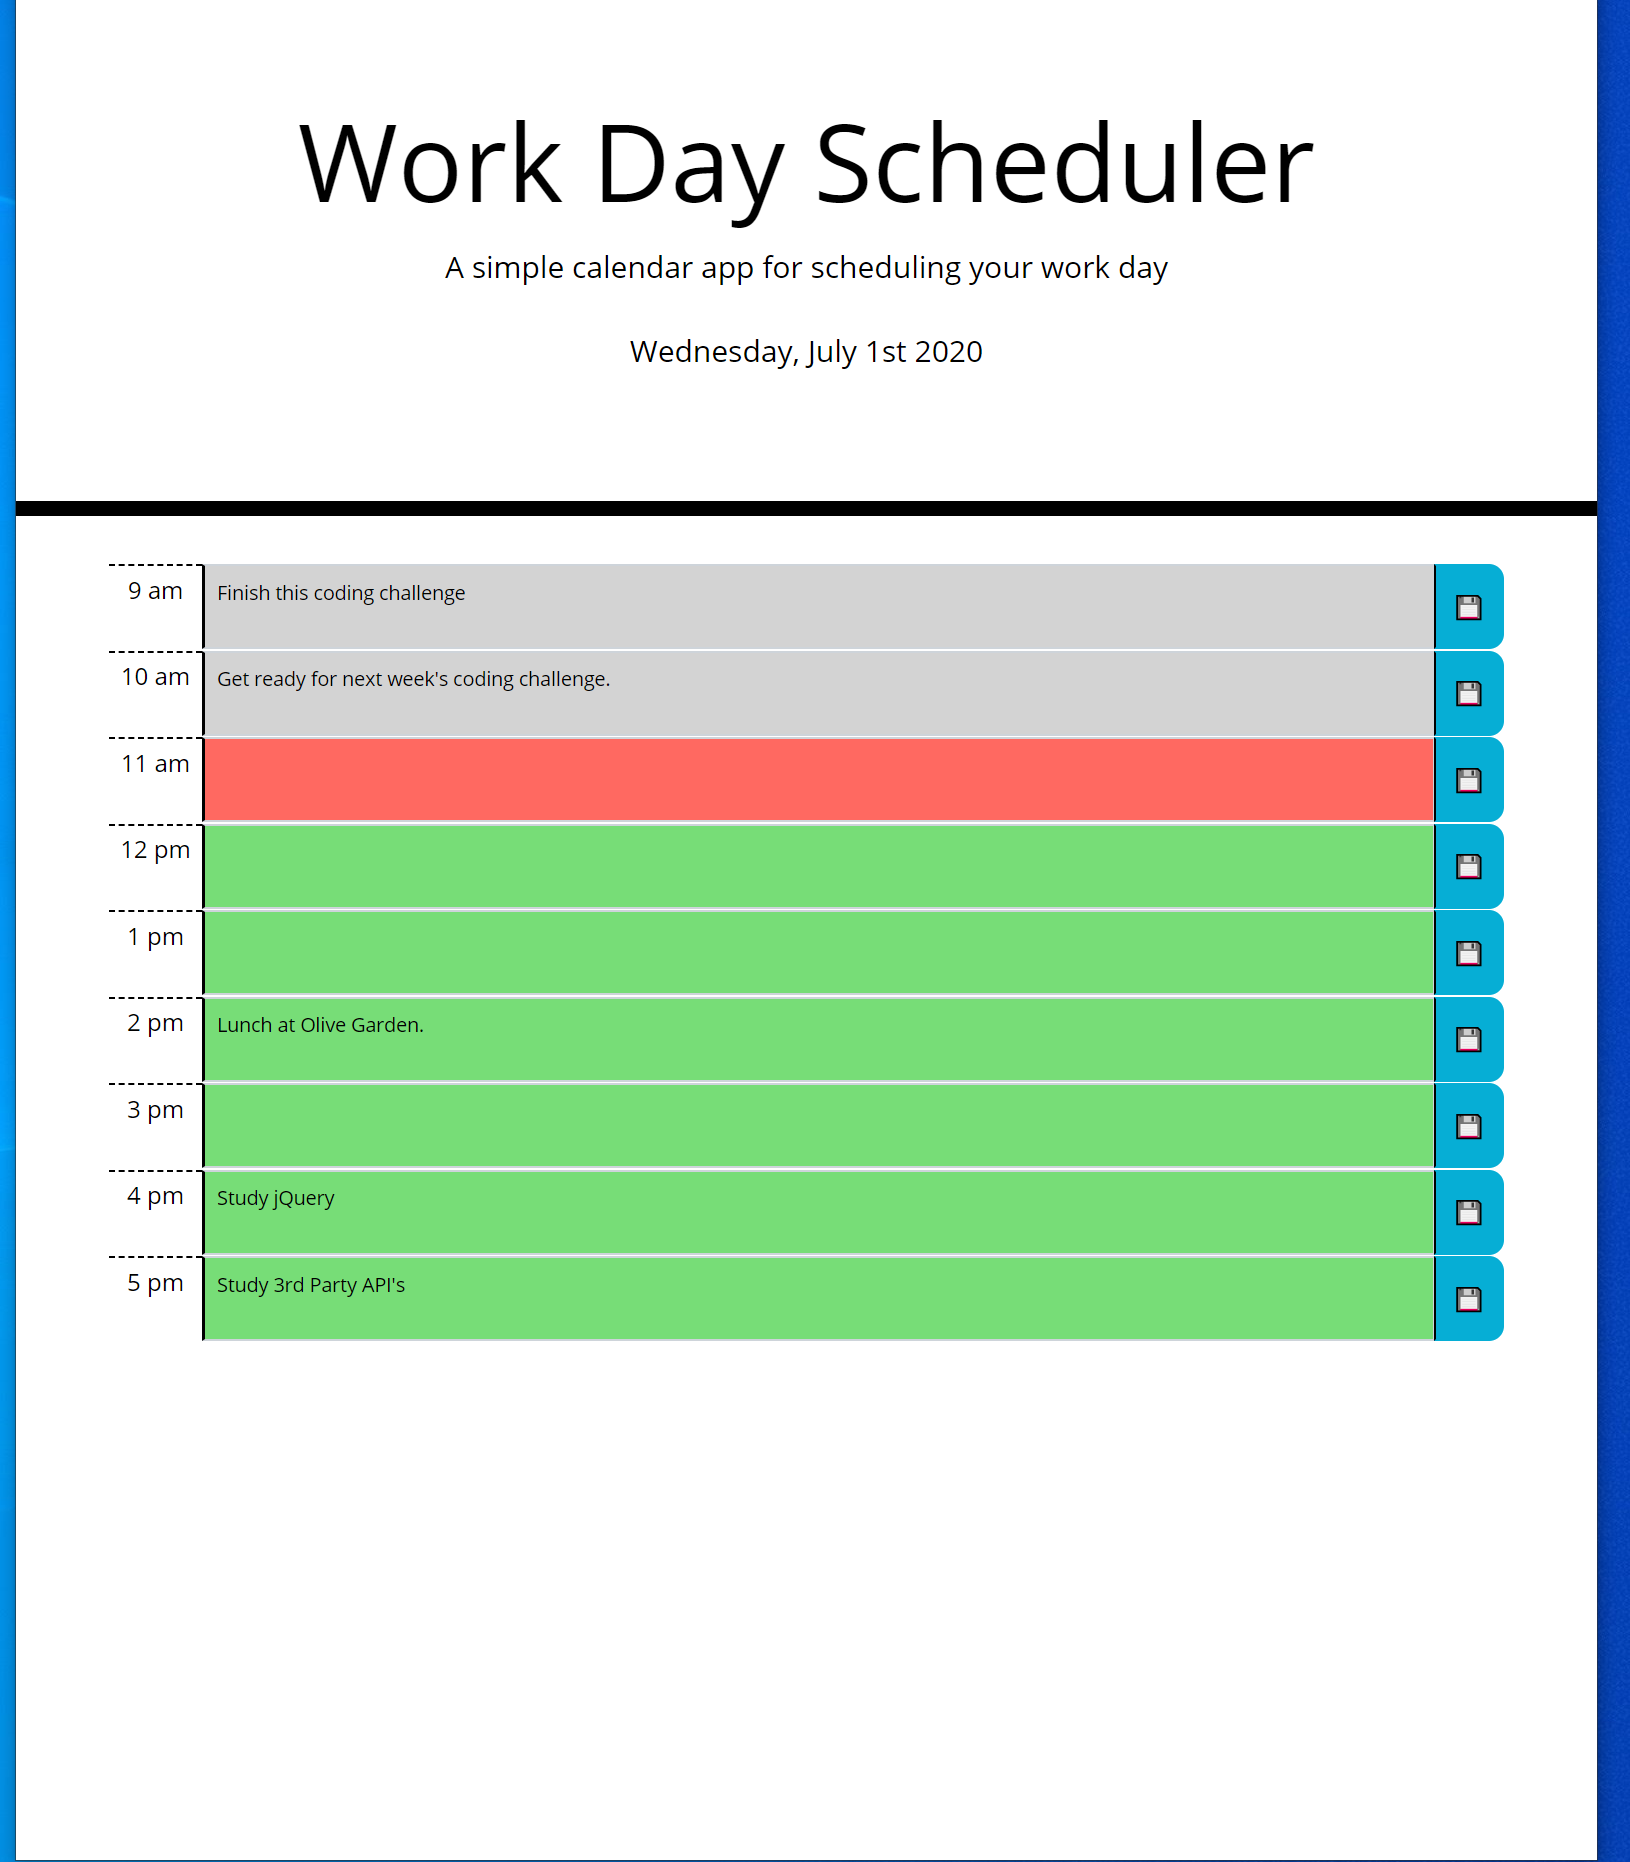 Work Day Scheduler
A simple calendar app for scheduling your work day
Wednesday, July 1st 2020
9 am Finish this coding challenge
10 am Get ready for next week's coding challenge.
11 am
12 pm
1 pm
2 pm Lunch at Olive Garden.
3 pm
4 pm Study jQuery
5 pm Study 3rd Party API's